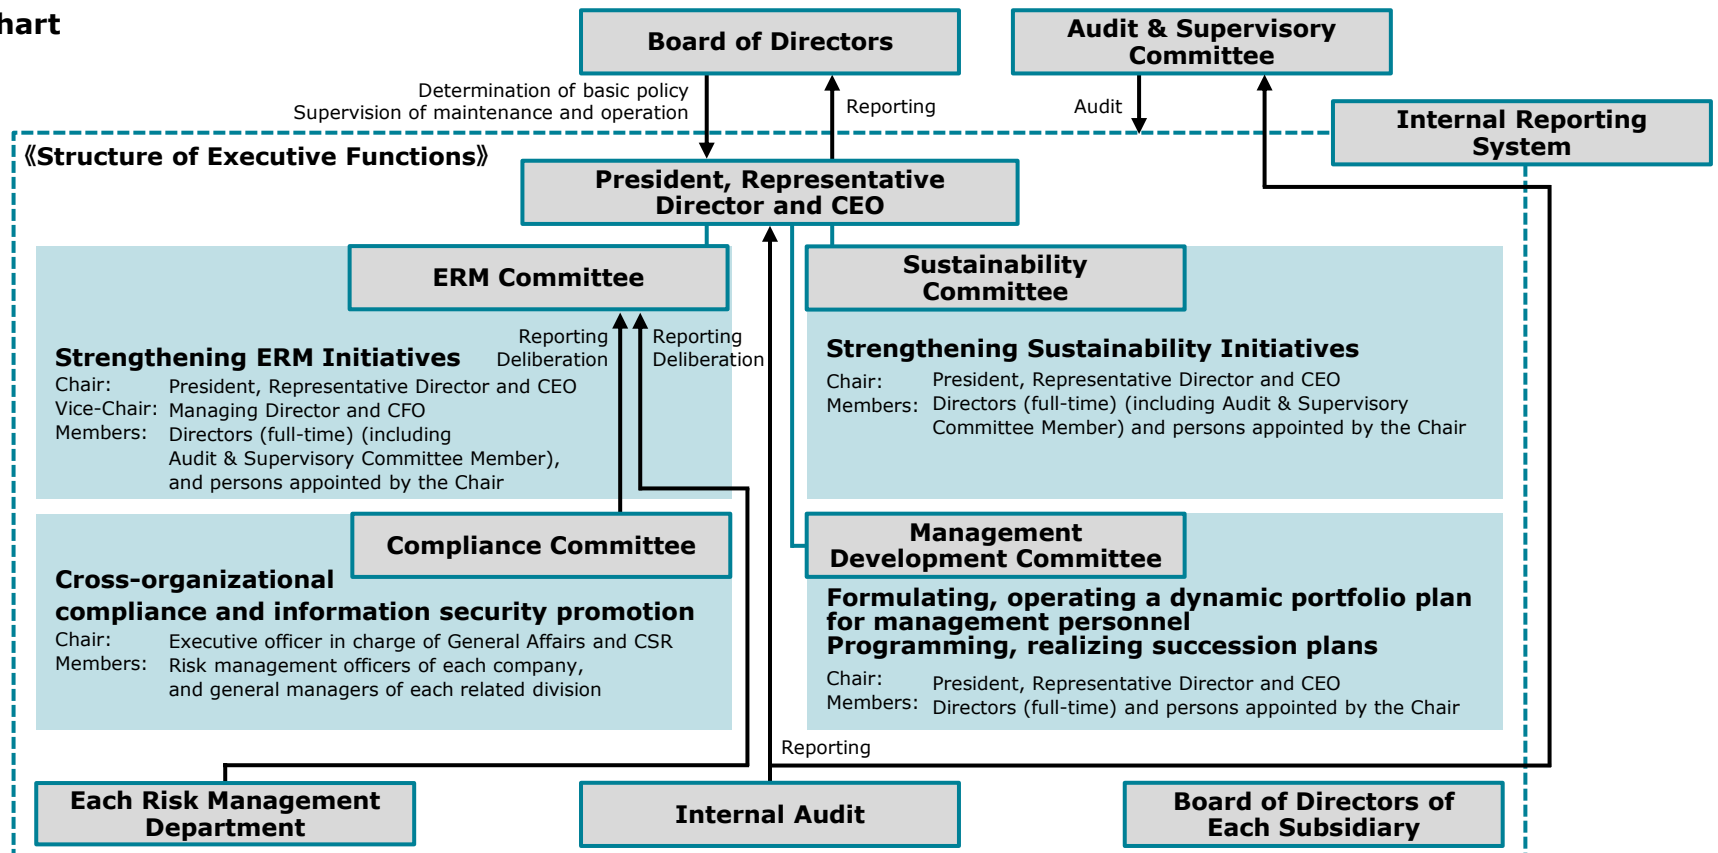 hart
Board of Directors
Audit & Supervisory
Committee
Determination of basic policy
Supervision of maintenance and operation
Reporting
Audit
Internal Reporting
System
《Structure of Executive Functions》
President, Representative
Director and CEO
ERM Committee
Sustainability
Committee
Reporting
Deliberation
Reporting
Deliberation
Strengthening ERM Initiatives
Chair: President, Representative Director and CEO
Vice-Chair: Managing Director and CFO
Members: Directors (full-time) (including
Audit & Supervisory Committee Member),
and persons appointed by the Chair
Strengthening Sustainability Initiatives
Chair: President, Representative Director and CEO
Members: Directors (full-time) (including Audit & Supervisory
Committee Member) and persons appointed by the Chair
Compliance Committee
Cross-organizational
compliance and information security promotion
Chair: Executive officer in charge of General Affairs and CSR
Members: Risk management officers of each company,
and general managers of each related division
Management
Development Committee
Formulating, operating a dynamic portfolio plan
for management personnel
Programming, realizing succession plans
Chair: President, Representative Director and CEO
Members: Directors (full-time) and persons appointed by the Chair
Reporting
Each Risk Management
Department
Internal Audit
Board of Directors of
Each Subsidiary